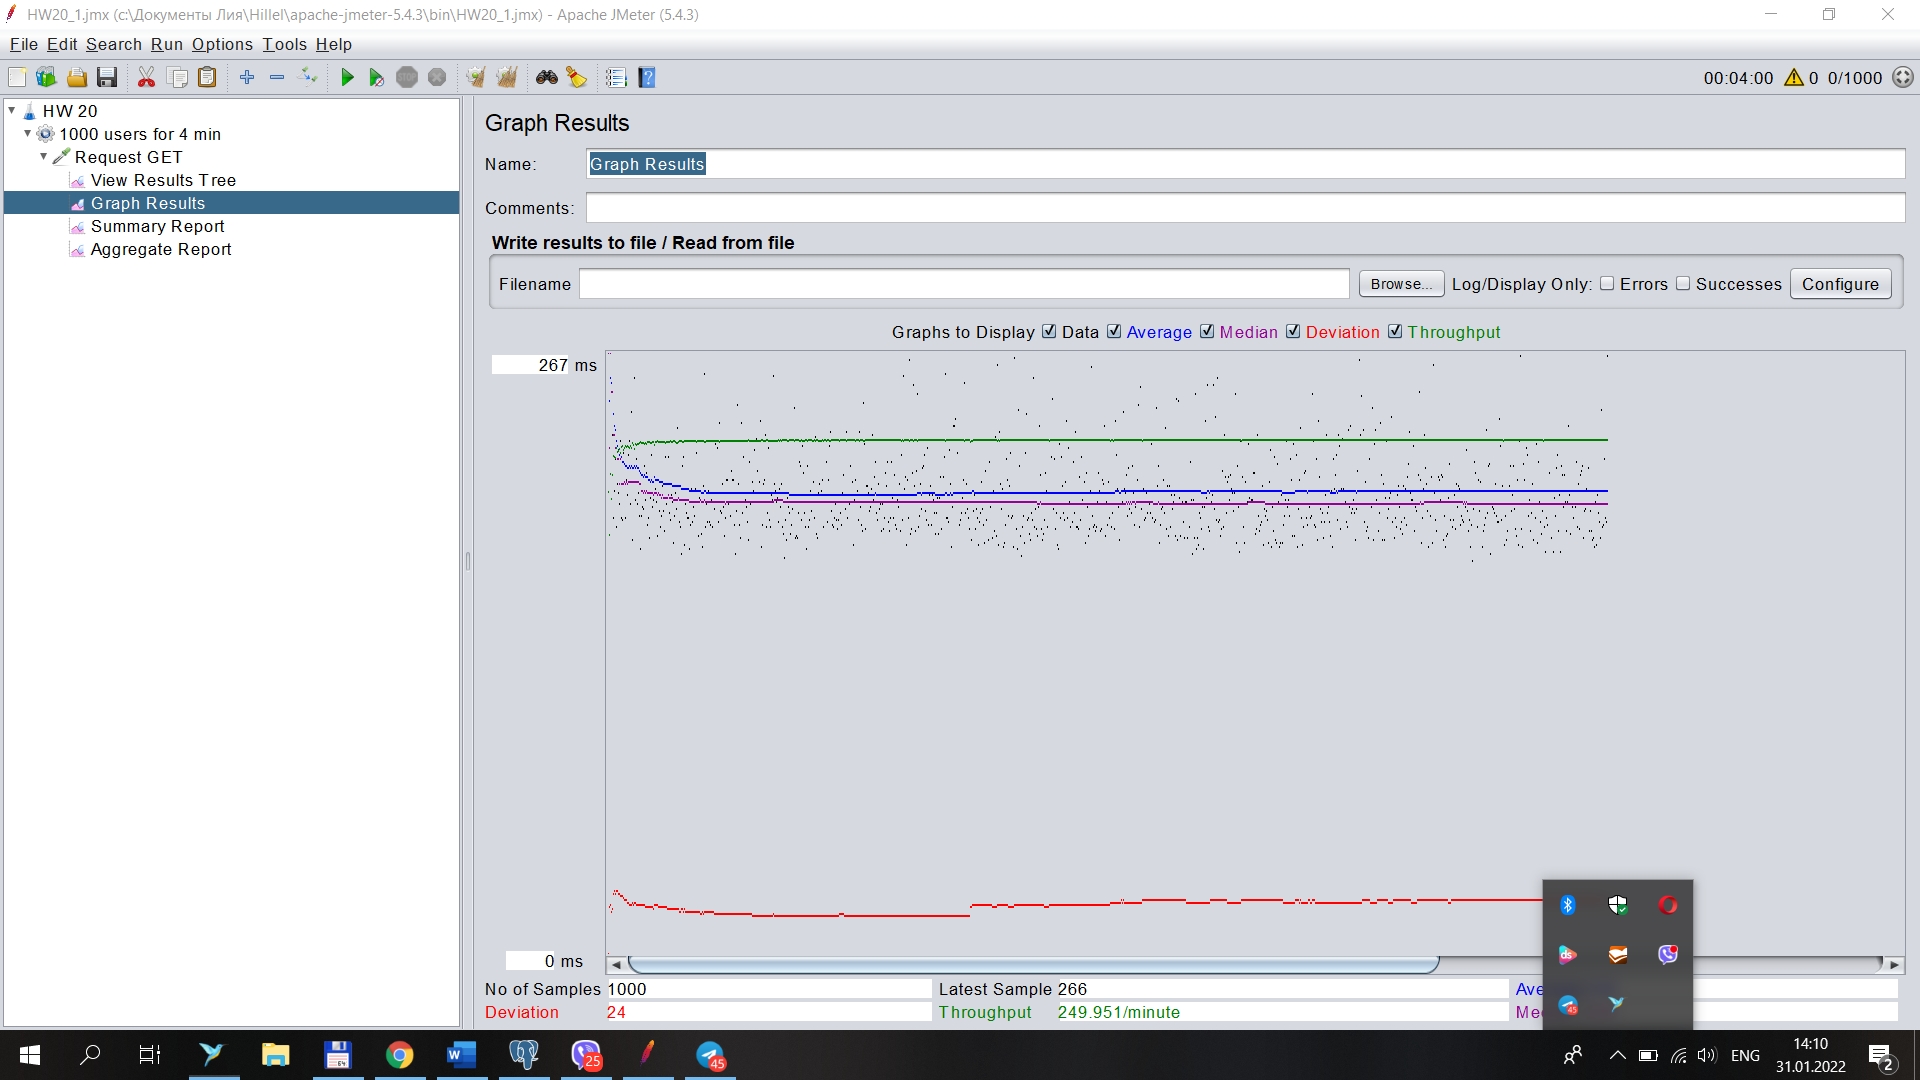 HW20_1.jmx (c:\Документы Лия\Hillel\apache-jmeter-5.4.3\bin\HW20_1.jmx) - Apache JMeter (5.4.3)
File Edit Search Run Options Tools Help
STOP
00:04:00 0 0/1000
HW 20
1000 users for 4 min
Request GET
View Results Tree
Graph Results
Summary Report
Aggregate Report
Graph Results
Name: Graph Results
Comments:
Write results to file / Read from file
Filename Browse... Log/Display Only: Errors Successes Configure
Graphs to Display Data Average Median Deviation Throughput
267 ms
0 ms
No of Samples 1000 Latest Sample 266 Ave
Deviation 24 Throughput 249.951/minute Me
ds
45
64
W
25
45
ENG
14:10
31.01.2022
2